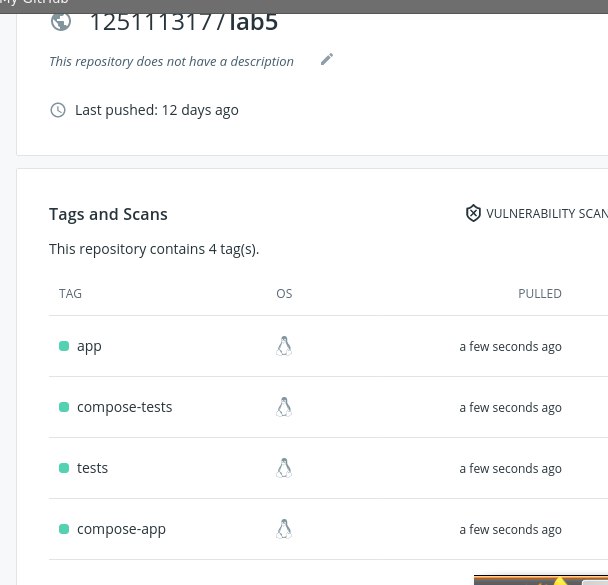 My GitHub
125111317/lab5
This repository does not have a description
Last pushed: 12 days ago
Tags and Scans
VULNERABILITY SCAN
This repository contains 4 tag(s).
TAG OS PULLED
app a few seconds ago
compose-tests a few seconds ago
tests a few seconds ago
compose-app a few seconds ago